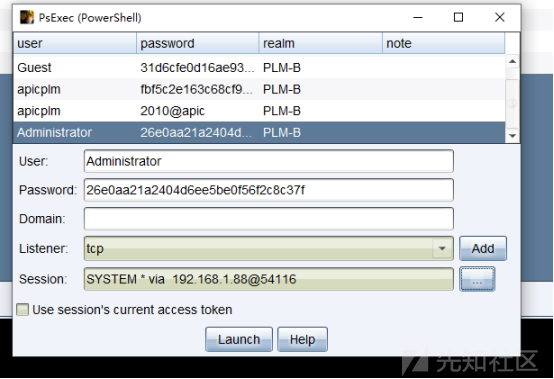 PsExec (PowerShell)
user password realm note
Guest 31d6cfe0d16ae93... PLM-B
apicplm fbf5c2e163c68cf9... PLM-B
apicplm 2010@apic PLM-B
Administrator 26e0aa21a2404d... PLM-B
User: Administrator
Password: 26e0aa21a2404d6ee5be0f56f2c8c37f
Domain:
Listener: tcp Add
Session: SYSTEM * via 192.168.1.88@54116 ...
Use session's current access token
Launch Help
先知社区